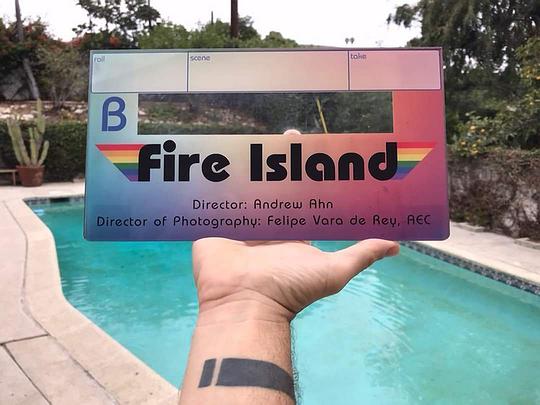 roll scene take
B
Fire Island
Director: Andrew Ahn
Director of Photography: Felipe Vara de Rey, AEC